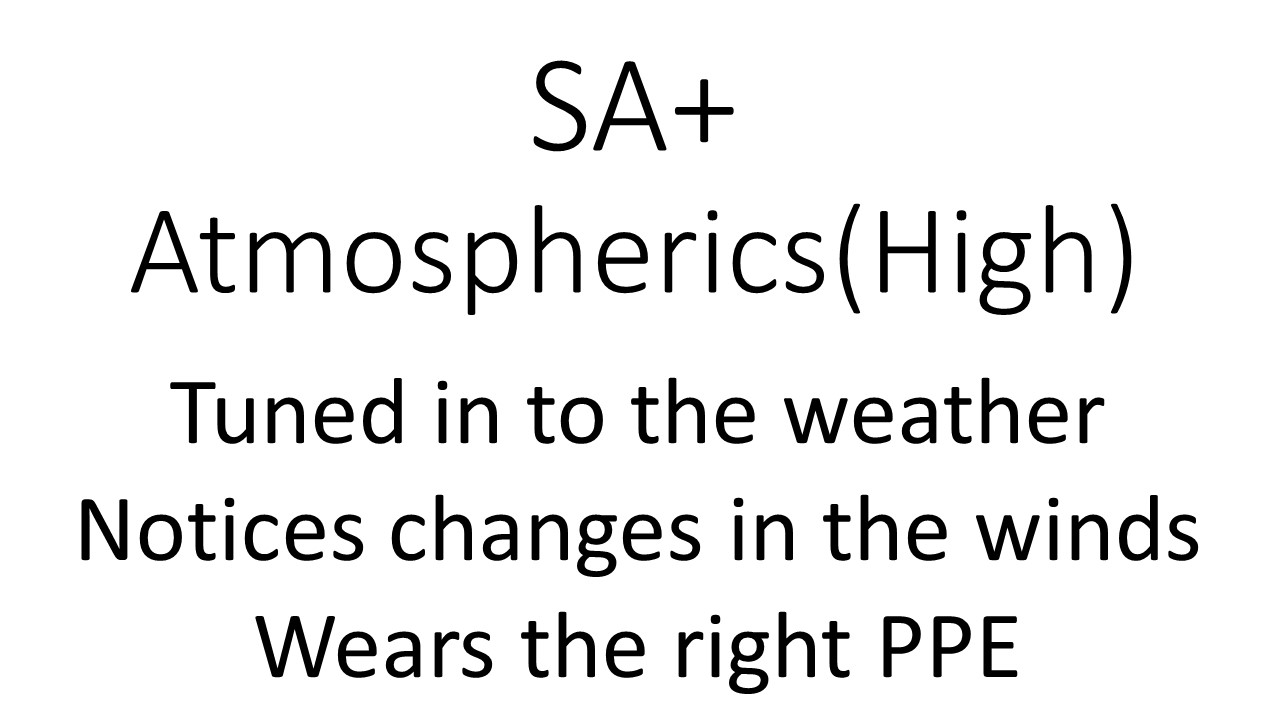 SA+
Atmospherics(High)
Tuned in to the weather
Notices changes in the winds
Wears the right PPE